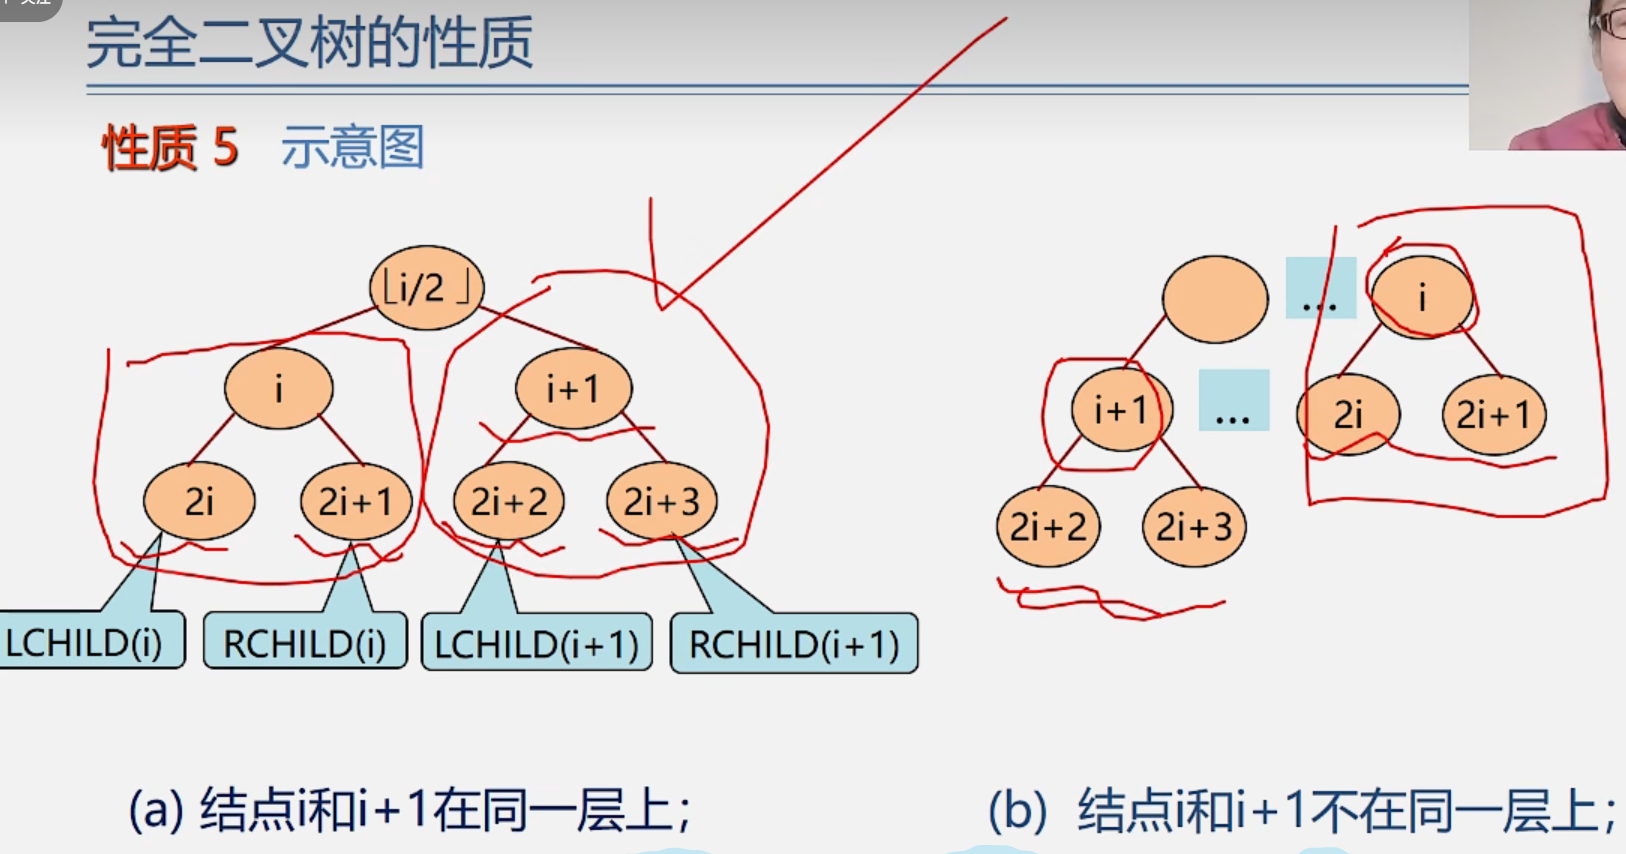 完全二叉树的性质
性质 5 示意图
⌊i/2 ⌋
i
i+1
2i
2i+1
2i+2
2i+3
LCHILD(i)
RCHILD(i)
LCHILD(i+1)
RCHILD(i+1)
(a) 结点i和i+1在同一层上;
... i
i+1 ... 2i 2i+1
2i+2 2i+3
(b) 结点i和i+1不在同一层上;